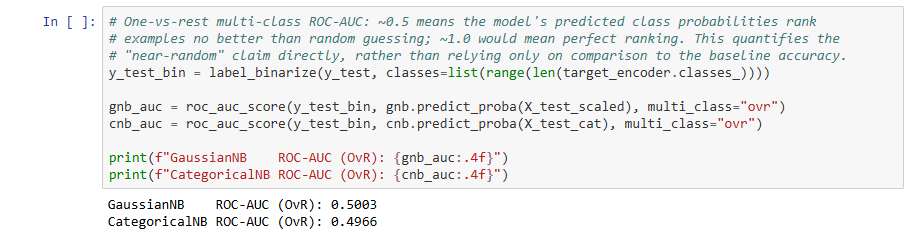 In [ ]: # One-vs-rest multi-class ROC-AUC: ~0.5 means the model's predicted class probabilities rank
# examples no better than random guessing; ~1.0 would mean perfect ranking. This quantifies the
# "near-random" claim directly, rather than relying only on comparison to the baseline accuracy.
y_test_bin = label_binarize(y_test, classes=list(range(len(target_encoder.classes_))))
gnb_auc = roc_auc_score(y_test_bin, gnb.predict_proba(X_test_scaled), multi_class="ovr")
cnb_auc = roc_auc_score(y_test_bin, cnb.predict_proba(X_test_cat), multi_class="ovr")
print(f"GaussianNB    ROC-AUC (OvR): {gnb_auc:.4f}")
print(f"CategoricalNB ROC-AUC (OvR): {cnb_auc:.4f}")
GaussianNB    ROC-AUC (OvR): 0.5003
CategoricalNB ROC-AUC (OvR): 0.4966